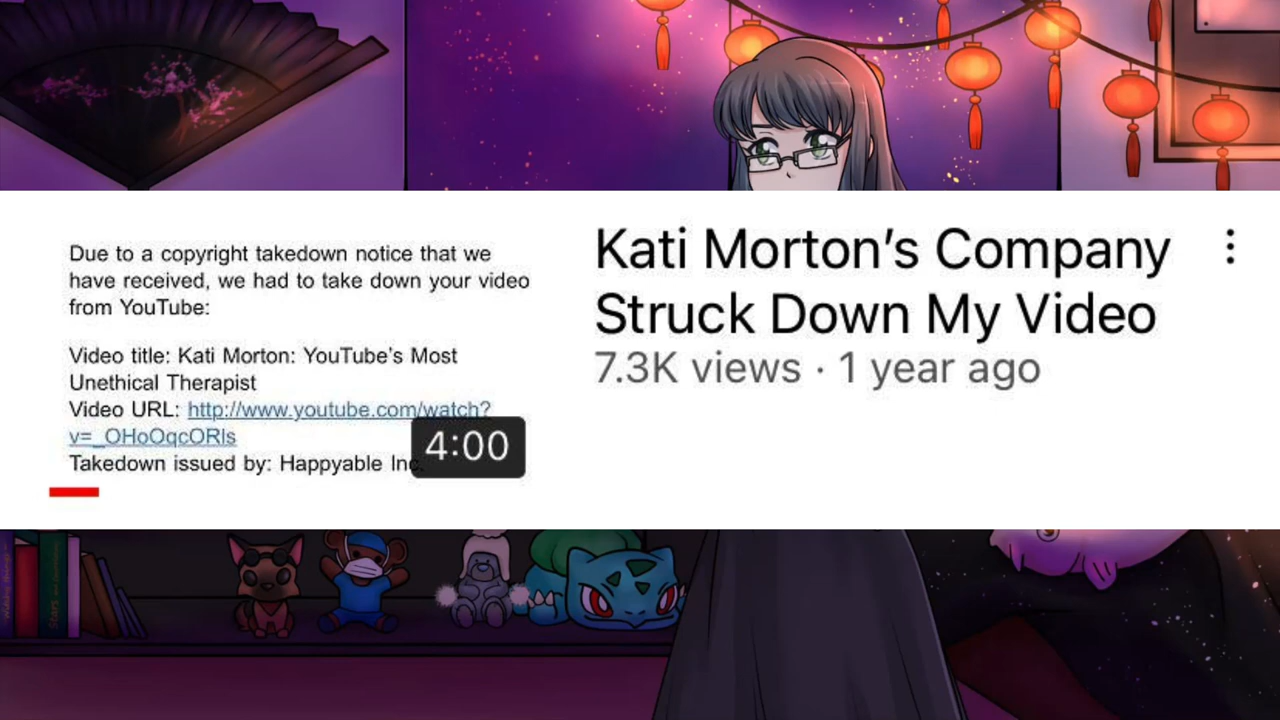 Due to a copyright takedown notice that we
have received, we had to take down your video
from YouTube:
Video title: Kati Morton: YouTube's Most
Unethical Therapist
Video URL: http://www.youtube.com/watch?
v=_OHoOqcORIs
Takedown issued by: Happyable Inc.
4:00
Kati Morton's Company
Struck Down My Video
7.3K views · 1 year ago
Stars